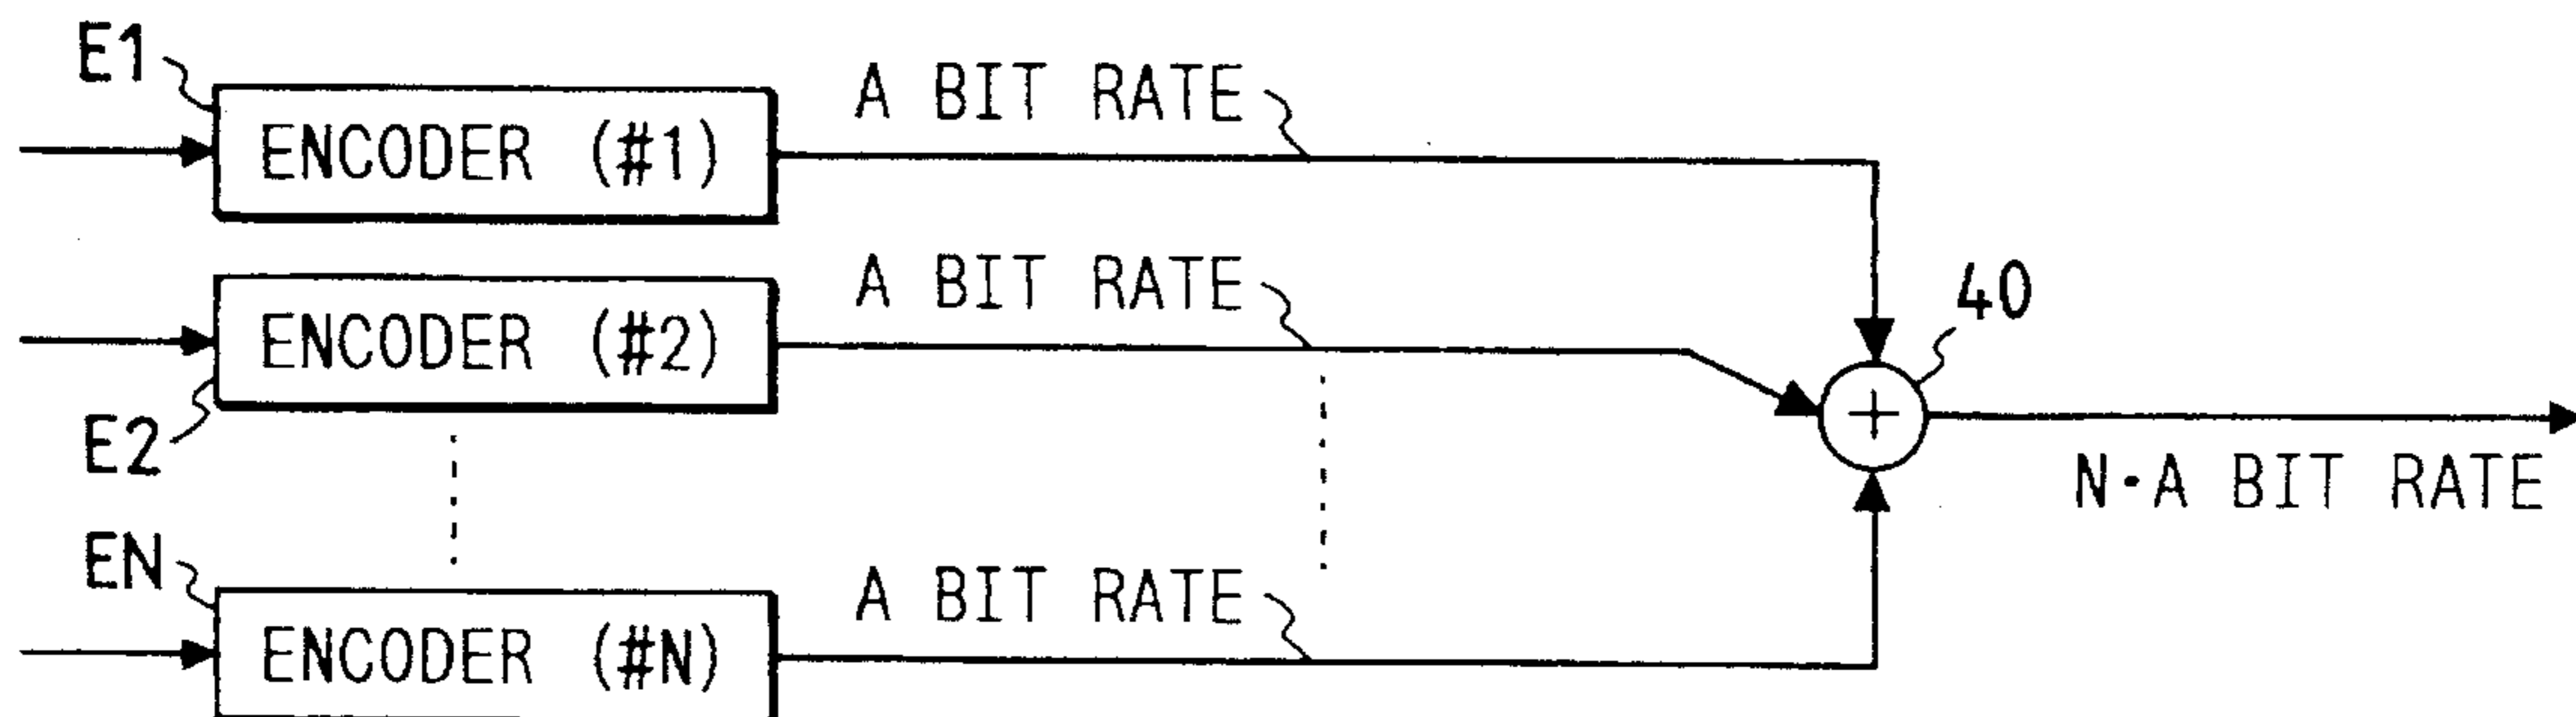 E1
ENCODER (#1)
A BIT RATE
E2
ENCODER (#2)
A BIT RATE
40
N·A BIT RATE
EN
ENCODER (#N)
A BIT RATE